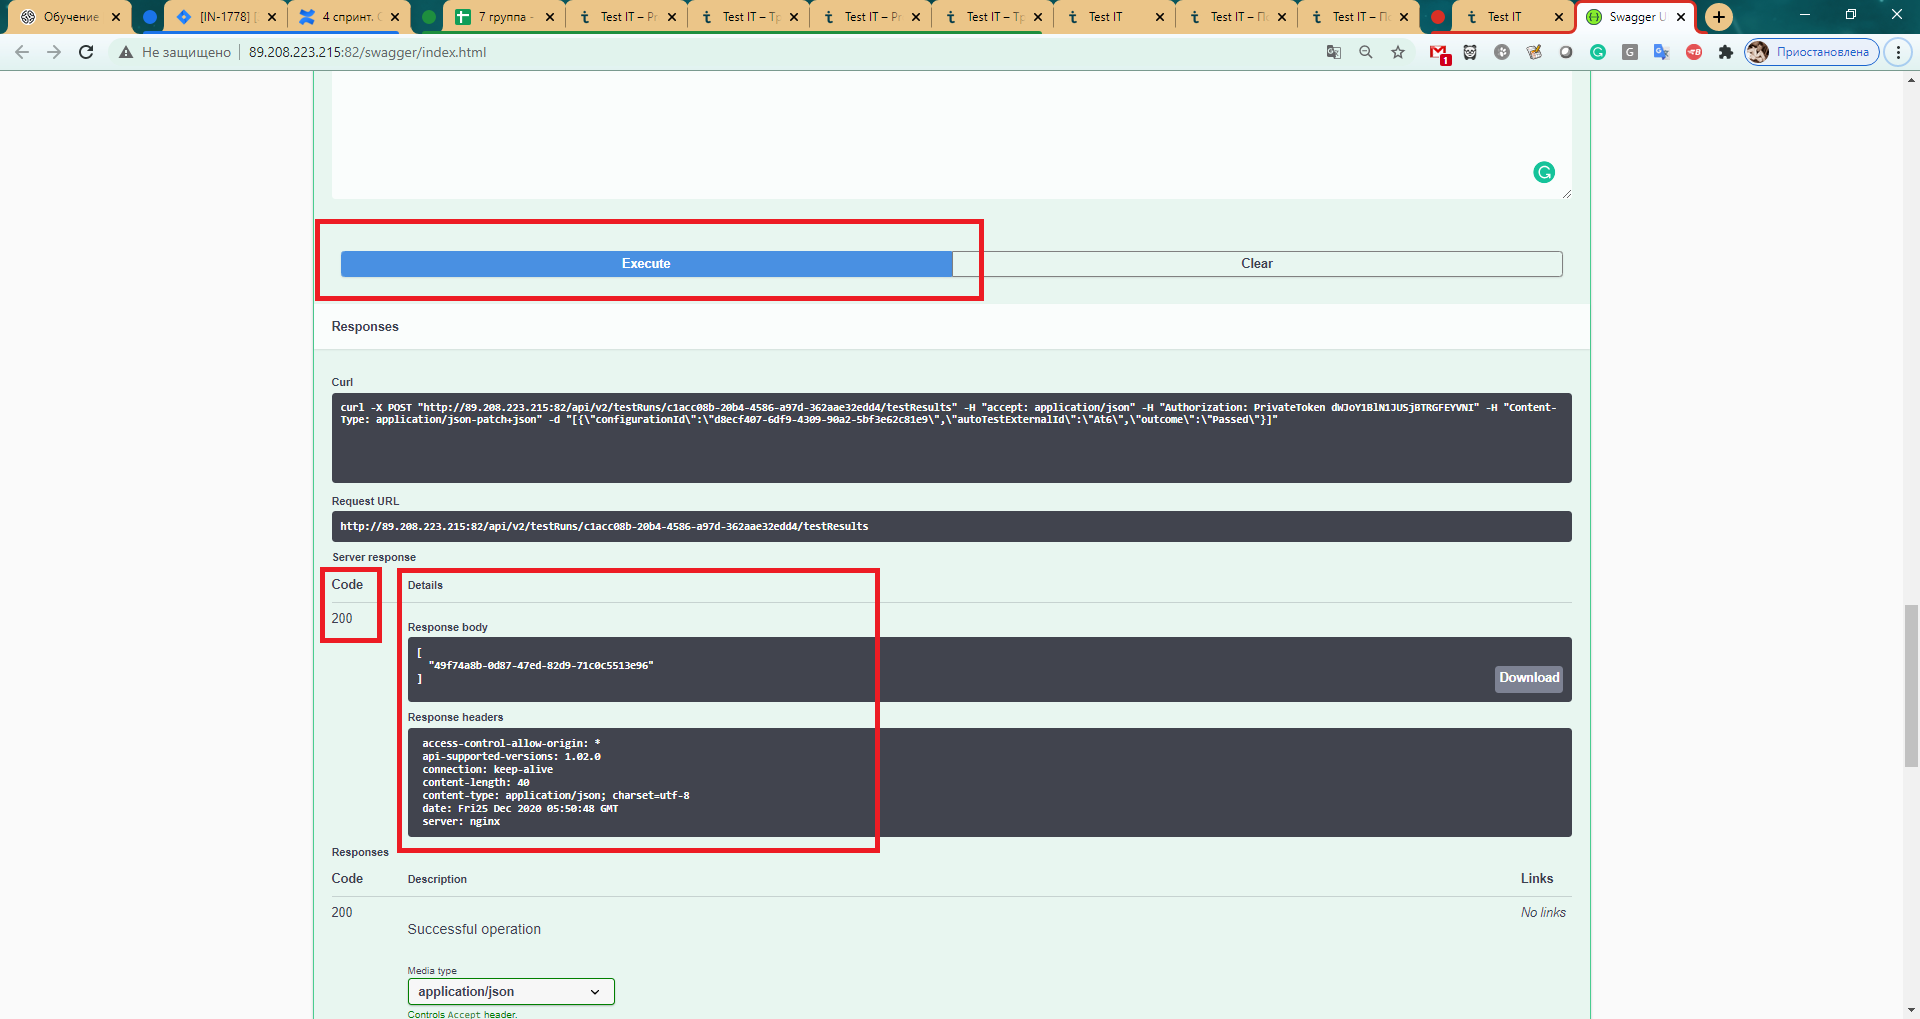 Обучение
[IN-1778] [
4 спринт. С
7 группа -
Test IT – Pr
Test IT – Тр
Test IT – Pr
Test IT – Тр
Test IT
Test IT – По
Test IT – По
Test IT
Swagger U
Не защищено
89.208.223.215:82/swagger/index.html
1
Приостановлена
Execute
Clear
Responses
Curl
curl -X POST "http://89.208.223.215:82/api/v2/testRuns/c1acc08b-20b4-4586-a97d-362aae32edd4/testResults" -H "accept: application/json" -H "Authorization: PrivateToken dWJoY1BlN1JUSjBTRGFEYVNI" -H "Content-
Type: application/json-patch+json" -d "[{\"configurationId\":\"d8ecf407-6df9-4309-90a2-5bf3e62c81e9\",\"autoTestExternalId\":\"At6\",\"outcome\":\"Passed\"}]"
Request URL
http://89.208.223.215:82/api/v2/testRuns/c1acc08b-20b4-4586-a97d-362aae32edd4/testResults
Server response
Code
Details
200
Response body
[
"49f74a8b-0d87-47ed-82d9-71c0c5513e96"
]
Download
Response headers
access-control-allow-origin: *
api-supported-versions: 1.02.0
connection: keep-alive
content-length: 40
content-type: application/json; charset=utf-8
date: Fri25 Dec 2020 05:50:48 GMT
server: nginx
Responses
Code
Description
Links
200
Successful operation
No links
Media type
application/json
Controls Accept header.